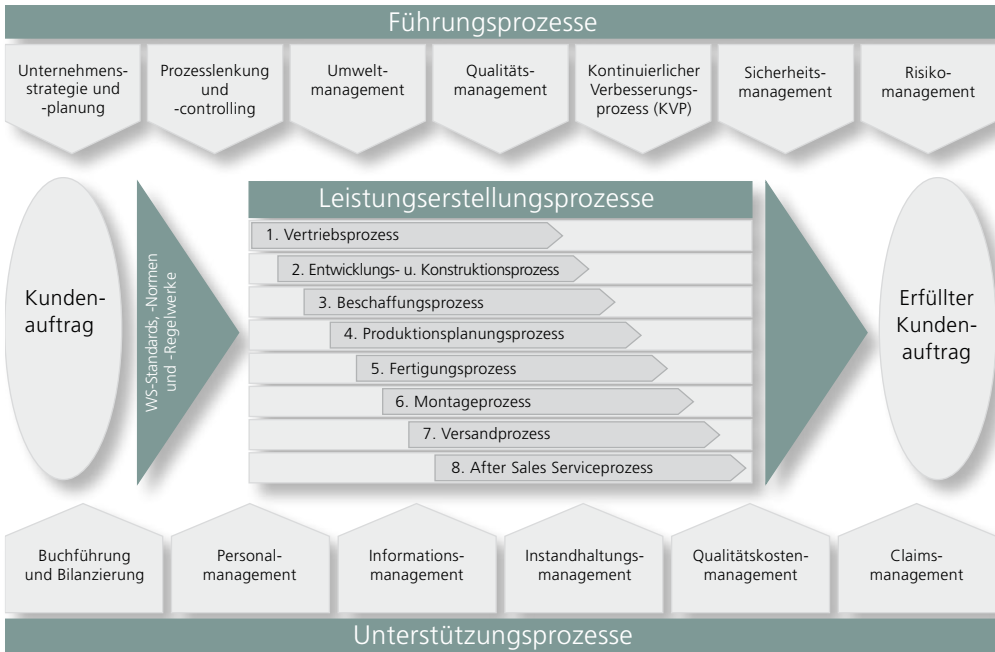 Führungsprozesse
Unternehmens-
strategie und
-planung
Prozesslenkung
und
-controlling
Umwelt-
management
Qualitäts-
management
Kontinuierlicher
Verbesserungs-
prozess (KVP)
Sicherheits-
management
Risiko-
management
Kunden-
auftrag
WS-Standards, -Normen
und -Regelwerke
Leistungserstellungsprozesse
1. Vertriebsprozess
2. Entwicklungs- u. Konstruktionsprozess
3. Beschaffungsprozess
4. Produktionsplanungsprozess
5. Fertigungsprozess
6. Montageprozess
7. Versandprozess
8. After Sales Serviceprozess
Erfüllter
Kunden-
auftrag
Buchführung
und Bilanzierung
Personal-
management
Informations-
management
Instandhaltungs-
management
Qualitätskosten-
management
Claims-
management
Unterstützungsprozesse